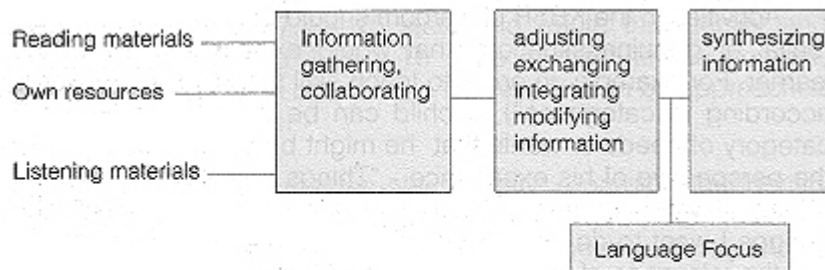 Reading materials
Own resources
Listening materials
Information
gathering,
collaborating
adjusting
exchanging
integrating
modifying
information
synthesizing
information
Language Focus